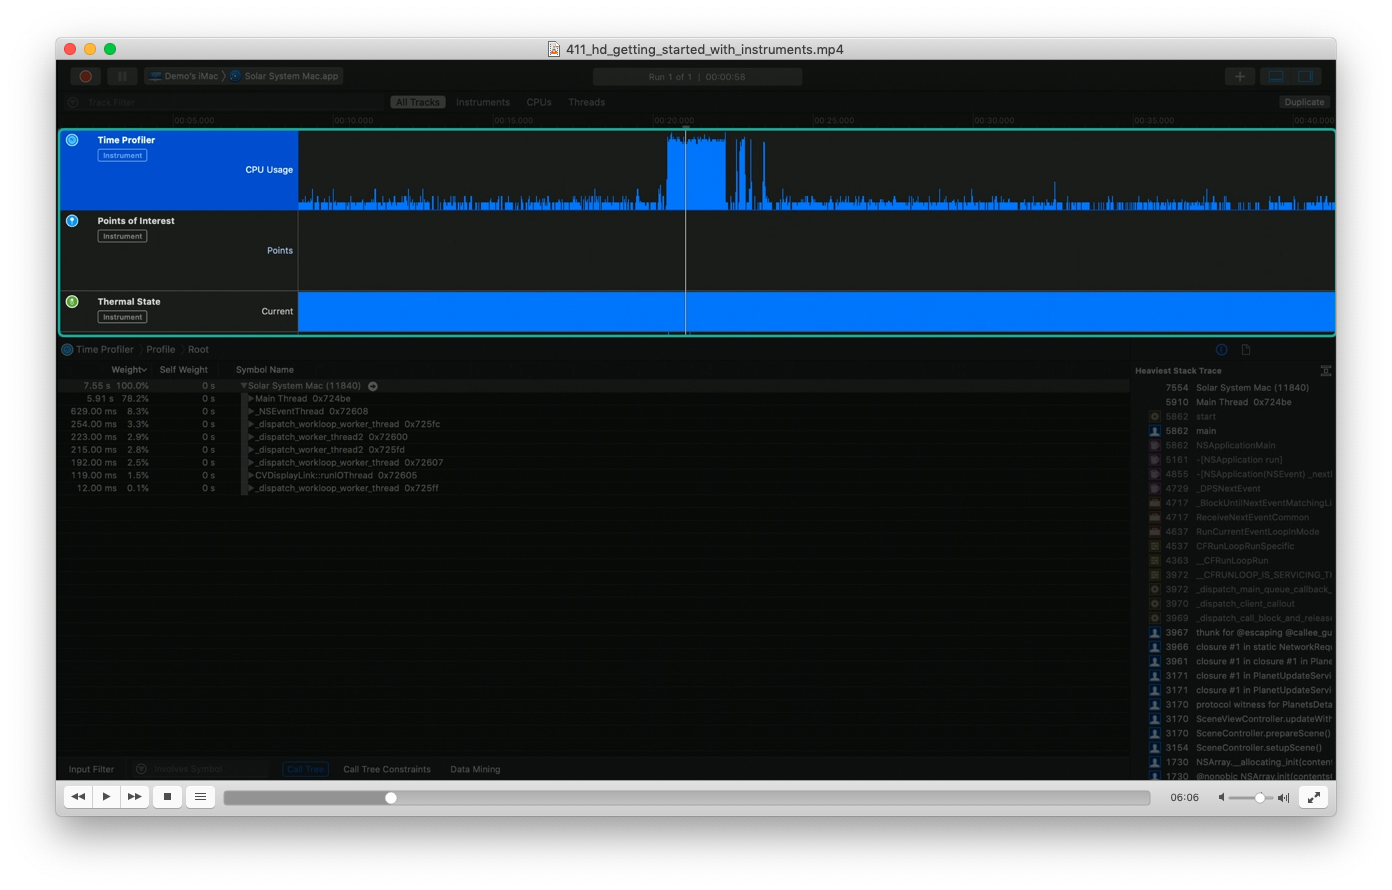 411_hd_getting_started_with_instruments.mp4
Demo's iMac Solar System Mac.app
Run 1 of 1 | 00:00:58
Track Filter
All Tracks Instruments CPUs Threads
Duplicate
00:05.000 00:10.000 00:15.000 00:20.000 00:25.000 00:30.000 00:35.000 00:40.000
Time Profiler
Instrument
CPU Usage
Points of Interest
Instrument
Points
Thermal State
Instrument
Current
Time Profiler Profile Root
Weight Self Weight Symbol Name
7.55 s 100.0% 0 s Solar System Mac (11840)
5.91 s 78.2% 0 s Main Thread 0x724be
629.00 ms 8.3% 0 s _NSEventThread 0x72608
254.00 ms 3.3% 0 s _dispatch_workloop_worker_thread 0x725fc
223.00 ms 2.9% 0 s _dispatch_worker_thread2 0x72600
215.00 ms 2.8% 0 s _dispatch_worker_thread2 0x725fd
192.00 ms 2.5% 0 s _dispatch_workloop_worker_thread 0x72607
119.00 ms 1.5% 0 s CVDisplayLink::runIOThread 0x72605
12.00 ms 0.1% 0 s _dispatch_workloop_worker_thread 0x725ff
Heaviest Stack Trace
7554 Solar System Mac (11840)
5910 Main Thread 0x724be
5862 start
5862 main
5862 NSApplicationMain
5161 -[NSApplication run]
4855 -[NSApplication(NSEvent) _next
4729 _DPSNextEvent
4717 _BlockUntilNextEventMatchingLi
4717 ReceiveNextEventCommon
4637 RunCurrentEventLoopInMode
4537 CFRunLoopRunSpecific
4363 __CFRunLoopRun
3972 __CFRUNLOOP_IS_SERVICING_T
3972 _dispatch_main_queue_callback_
3970 _dispatch_client_callout
3969 _dispatch_call_block_and_release
3967 thunk for @escaping @callee_gu
3966 closure #1 in static NetworkRequ
3961 closure #1 in closure #1 in Plane
3171 closure #1 in PlanetUpdateServi
3171 closure #1 in PlanetUpdateServi
3170 protocol witness for PlanetsDeta
3170 SceneViewController.updateWith
3170 SceneController.prepareScene()
3154 SceneController.setupScene()
1730 NSArray.__allocating_init(conten
1730 @nonobjc NSArray.init(contents
Input Filter Involves Symbol Call Tree Call Tree Constraints Data Mining
06:06